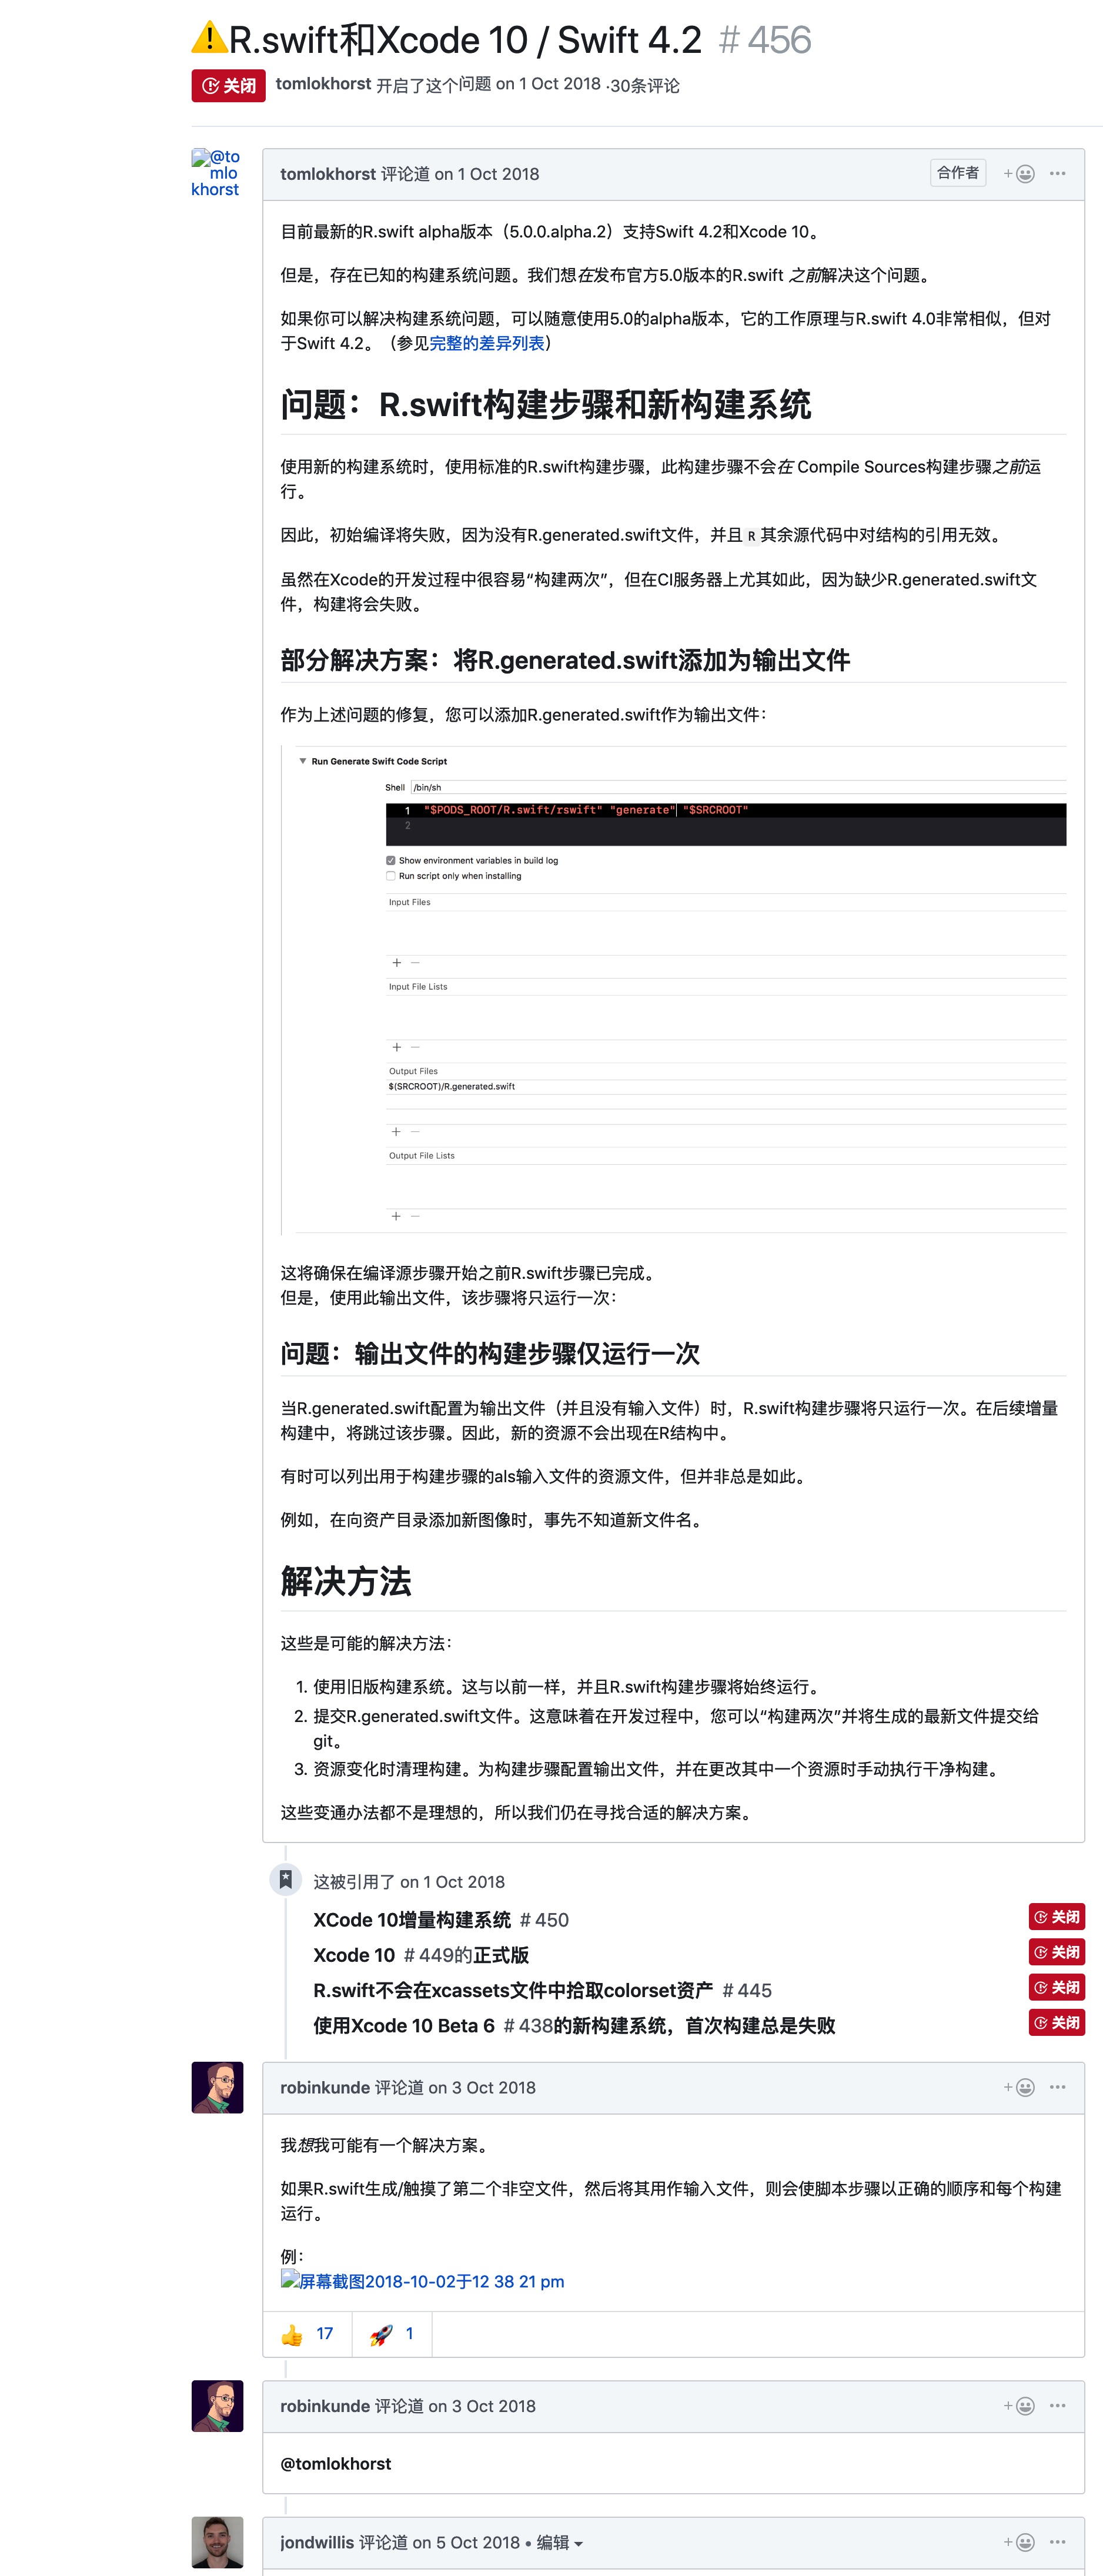 ⚠️R.swift和Xcode 10 / Swift 4.2 #456
关闭 tomlokhorst 开启了这个问题 on 1 Oct 2018 ·30条评论
@to
mlo
khorst
tomlokhorst 评论道 on 1 Oct 2018 合作者
目前最新的R.swift alpha版本（5.0.0.alpha.2）支持Swift 4.2和Xcode 10。
但是，存在已知的构建系统问题。我们想在发布官方5.0版本的R.swift 之前解决这个问题。
如果你可以解决构建系统问题，可以随意使用5.0的alpha版本，它的工作原理与R.swift 4.0非常相似，但对
于Swift 4.2。（参见完整的差异列表）
问题：R.swift构建步骤和新构建系统
使用新的构建系统时，使用标准的R.swift构建步骤，此构建步骤不会在 Compile Sources构建步骤之前运
行。
因此，初始编译将失败，因为没有R.generated.swift文件，并且 R 其余源代码中对结构的引用无效。
虽然在Xcode的开发过程中很容易“构建两次”，但在CI服务器上尤其如此，因为缺少R.generated.swift文
件，构建将会失败。
部分解决方案：将R.generated.swift添加为输出文件
作为上述问题的修复，您可以添加R.generated.swift作为输出文件：
Run Generate Swift Code Script
Shell /bin/sh
1 "$PODS_ROOT/R.swift/rswift" "generate" "$SRCROOT"
2
Show environment variables in build log
Run script only when installing
Input Files
+ −
Input File Lists
+ −
Output Files
$(SRCROOT)/R.generated.swift
+ −
Output File Lists
+ −
这将确保在编译源步骤开始之前R.swift步骤已完成。
但是，使用此输出文件，该步骤将只运行一次：
问题：输出文件的构建步骤仅运行一次
当R.generated.swift配置为输出文件（并且没有输入文件）时，R.swift构建步骤将只运行一次。在后续增量
构建中，将跳过该步骤。因此，新的资源不会出现在R结构中。
有时可以列出用于构建步骤的als输入文件的资源文件，但并非总是如此。
例如，在向资产目录添加新图像时，事先不知道新文件名。
解决方法
这些是可能的解决方法：
1. 使用旧版构建系统。这与以前一样，并且R.swift构建步骤将始终运行。
2. 提交R.generated.swift文件。这意味着在开发过程中，您可以“构建两次”并将生成的最新文件提交给
git。
3. 资源变化时清理构建。为构建步骤配置输出文件，并在更改其中一个资源时手动执行干净构建。
这些变通办法都不是理想的，所以我们仍在寻找合适的解决方案。
这被引用了 on 1 Oct 2018
XCode 10增量构建系统 #450 关闭
Xcode 10 #449的正式版 关闭
R.swift不会在xcassets文件中拾取colorset资产 #445 关闭
使用Xcode 10 Beta 6 #438的新构建系统，首次构建总是失败 关闭
robinkunde 评论道 on 3 Oct 2018
我想我可能有一个解决方案。
如果R.swift生成/触摸了第二个非空文件，然后将其用作输入文件，则会使脚本步骤以正确的顺序和每个构建
运行。
例：
屏幕截图2018-10-02于12 38 21 pm
👍 17 🚀 1
robinkunde 评论道 on 3 Oct 2018
@tomlokhorst
jondwillis 评论道 on 5 Oct 2018 • 编辑